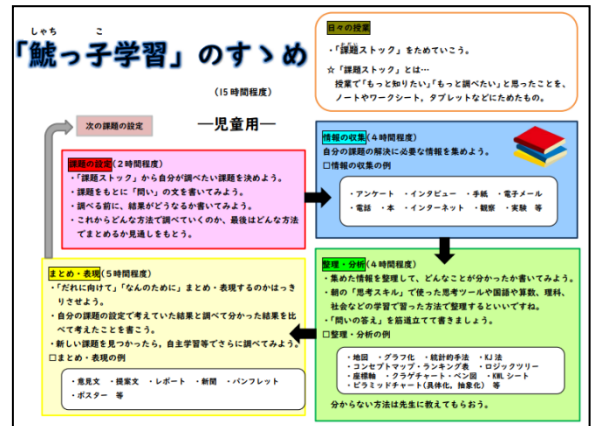 しゃち こ
「鯱っ子学習」のすゝめ
(15時間程度)
―児童用―
日々の授業
・「課題ストック」をためていこう。
☆「課題ストック」とは…
授業で「もっと知りたい」「もっと調べたい」と思ったことを、
ノートやワークシート、タブレットなどにためたもの。
次の課題の設定
課題の設定(2時間程度)
・「課題ストック」から自分が調べたい課題を決めよう。
・課題をもとに「問い」の文を書いてみよう。
・調べる前に、結果がどうなるか書いてみよう。
・これからどんな方法で調べていくのか、最後はどんな方法
でまとめるか見通しをもとう。
情報の収集(4時間程度)
自分の課題の解決に必要な情報を集めよう。
□情報の収集の例
・アンケート ・インタビュー ・手紙 ・電子メール
・電話 ・本 ・インターネット ・観察 ・実験 等
整理・分析(4時間程度)
・集めた情報を整理して、どんなことが分かったか書いてみよう。
・朝の「思考スキル」で使った思考ツールや国語や算数、理科、
社会などの学習で習った方法で整理するといいですね。
・「問いの答え」を筋道立てて書きましょう。
□整理・分析の例
・地図 ・グラフ化 ・統計的手法 ・KJ法
・コンセプトマップ・ランキング表 ・ロジックツリー
・座標軸 ・クラゲチャート・ベン図 ・KWLシート
・ピラミッドチャート(具体化、抽象化) 等
分からない方法は先生に教えてもらおう。
まとめ・表現(5時間程度)
・「だれに向けて」「なんのために」まとめ・表現するのかはっき
りさせよう。
・自分の課題の設定で考えていた結果と調べて分かった結果を比
べて考えたことを書こう。
・新しい課題を見つかったら、自主学習等でさらに調べてみよう。
□まとめ・表現の例
・意見文 ・提案文 ・レポート ・新聞 ・パンフレット
・ポスター 等